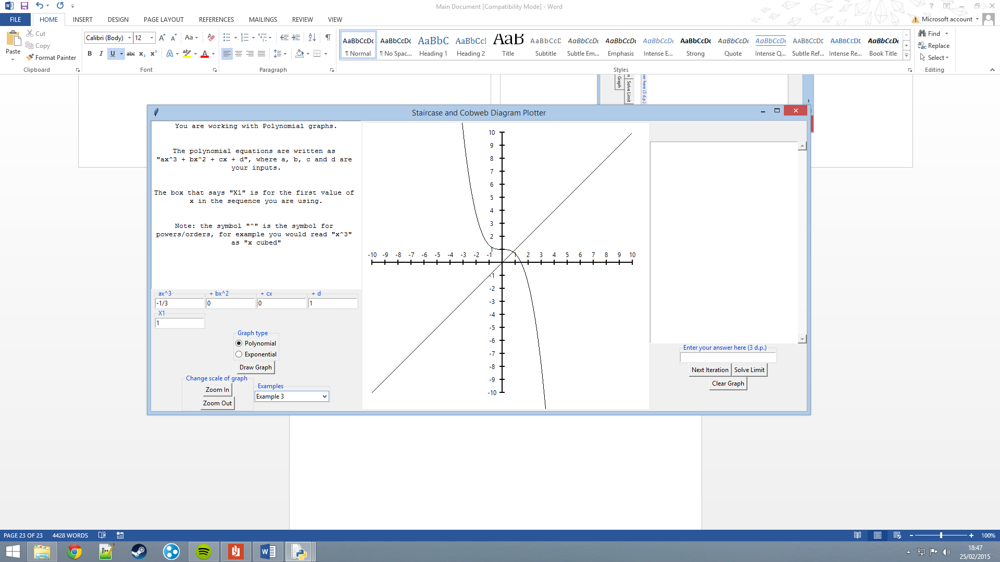 Main Document [Compatibility Mode] - Word
FILE HOME INSERT DESIGN PAGE LAYOUT REFERENCES MAILINGS REVIEW VIEW
Microsoft account
Paste
Cut
Copy
Format Painter
Clipboard
Calibri (Body) 12
Font
Paragraph
AaBbCcDc AaBbCcDc AaBbC AaBbCcI AaB AaBbCcD AaBbCcDc AaBbCcDc AaBbCcDc AaBbCcDc AaBbCcDc AaBbCcDc AABBCCDE AABBCCDE AaBbCcDc
¶ Normal ¶ No Spac... Heading 1 Heading 2 Title Subtitle Subtle Em... Emphasis Intense E... Strong Quote Intense Q... Subtle Ref... Intense Re... Book Title
Styles
Find
Replace
Select
Editing
Graph
Solve Limit
ver here (3 d.p.)
Staircase and Cobweb Diagram Plotter
You are working with Polynomial graphs.
The polynomial equations are written as
"ax^3 + bx^2 + cx + d", where a, b, c and d are
your inputs.
The box that says "X1" is for the first value of
x in the sequence you are using.
Note: the symbol "^" is the symbol for
powers/orders, for example you would read "x^3"
as "x cubed"
ax^3 + bx^2 + cx + d
-1/3 0 0 1
X1
1
Graph type
Polynomial
Exponential
Draw Graph
Change scale of graph
Zoom In
Zoom Out
Examples
Example 3
10
9
8
7
6
5
4
3
2
1
-10 -9 -8 -7 -6 -5 -4 -3 -2 -1 1 2 3 4 5 6 7 8 9 10
-1
-2
-3
-4
-5
-6
-7
-8
-9
-10
Enter your answer here (3 d.p.)
Next Iteration Solve Limit
Clear Graph
PAGE 23 OF 23 4428 WORDS
100%
18:47
25/02/2015